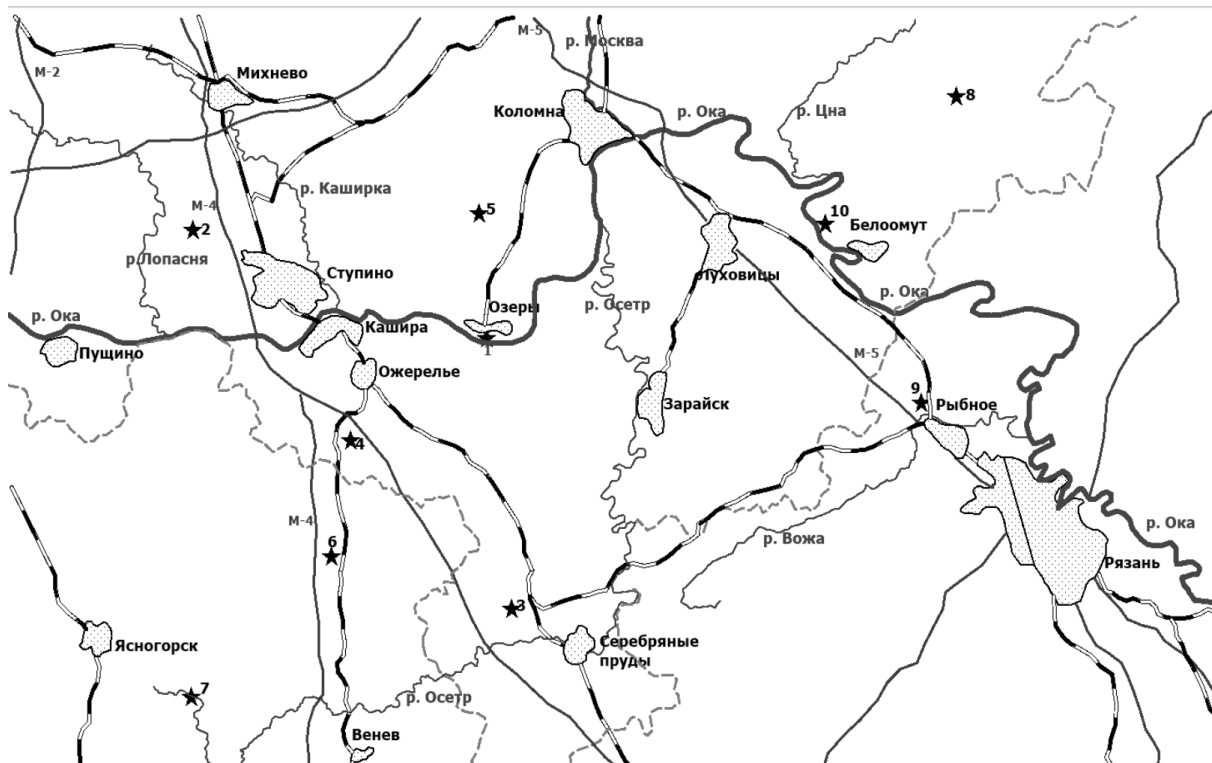 М-5
р. Москва
М-2
Михнево
8
Коломна
р. Ока
р. Цна
р. Каширка
5
М-4
2
10
Белоомут
р.Лопасня
Ступино
Луховицы
р. Ока
Озеры
р. Осетр
р. Ока
Кашира
1
Пущино
М-5
Ожерелье
9
Зарайск
Рыбное
4
М-4
р. Ока
6
р. Вожа
Рязань
3
Ясногорск
Серебряные
пруды
7
р. Осетр
Венев